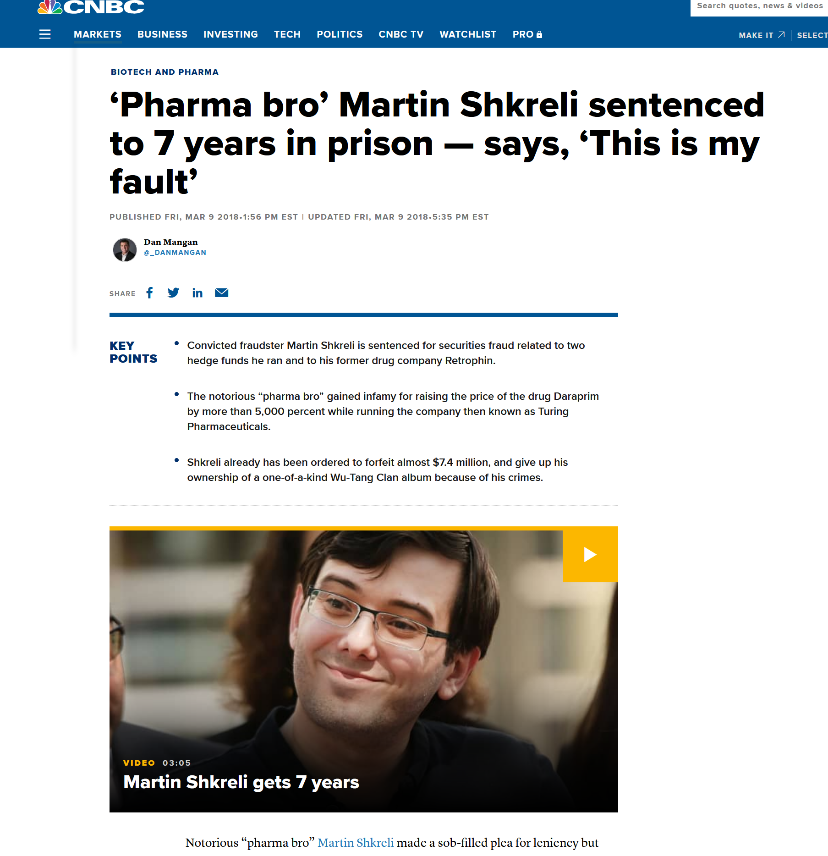 CNBC
Search quotes, news & videos
MARKETS BUSINESS INVESTING TECH POLITICS CNBC TV WATCHLIST PRO
MAKE IT SELECT
BIOTECH AND PHARMA
‘Pharma bro’ Martin Shkreli sentenced
to 7 years in prison — says, ‘This is my
fault’
PUBLISHED FRI, MAR 9 2018•1:56 PM EST | UPDATED FRI, MAR 9 2018•5:35 PM EST
Dan Mangan
@_DANMANGAN
SHARE
KEY
POINTS
• Convicted fraudster Martin Shkreli is sentenced for securities fraud related to two
hedge funds he ran and to his former drug company Retrophin.
• The notorious “pharma bro” gained infamy for raising the price of the drug Daraprim
by more than 5,000 percent while running the company then known as Turing
Pharmaceuticals.
• Shkreli already has been ordered to forfeit almost $7.4 million, and give up his
ownership of a one-of-a-kind Wu-Tang Clan album because of his crimes.
VIDEO 03:05
Martin Shkreli gets 7 years
Notorious “pharma bro” Martin Shkreli made a sob-filled plea for leniency but